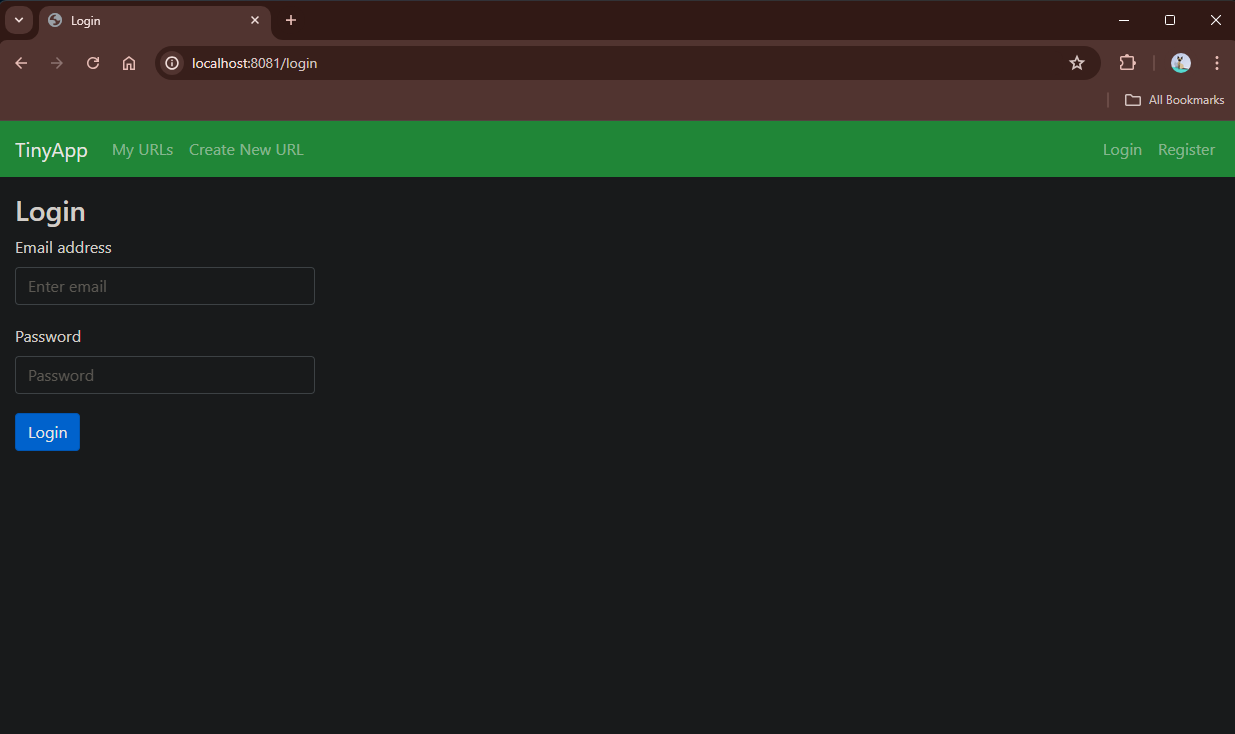 Login
localhost:8081/login
All Bookmarks
TinyApp My URLs Create New URL Login Register
Login
Email address
Enter email
Password
Password
Login